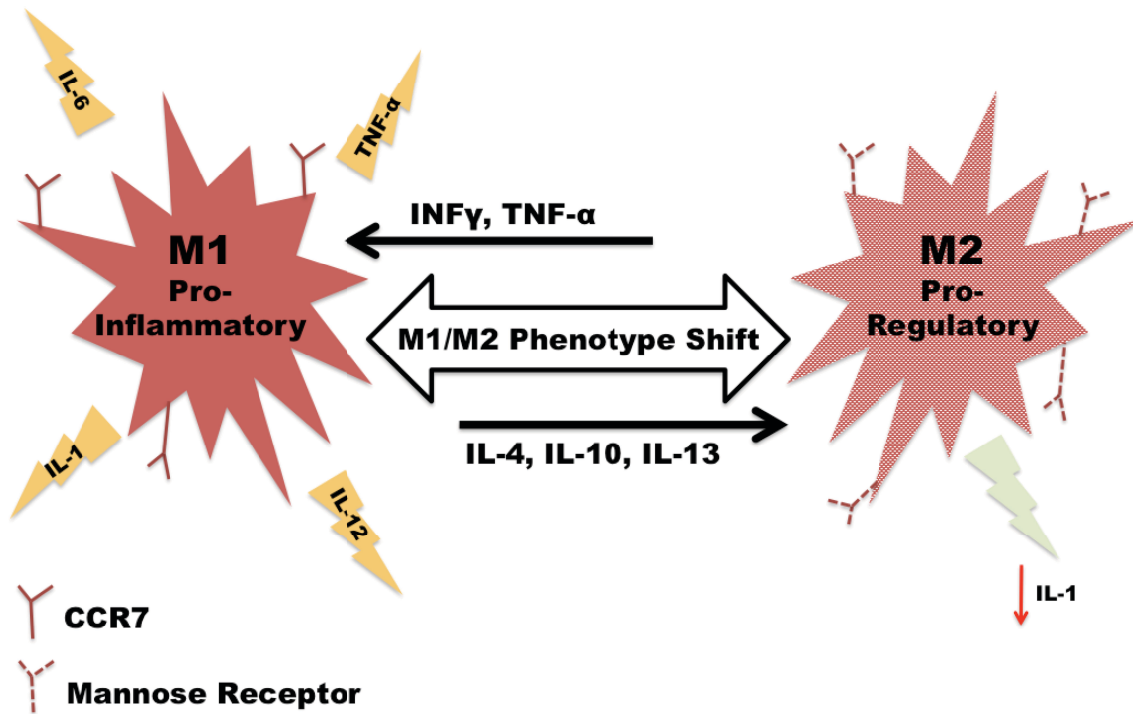 IL-6
TNF-α
INFγ, TNF-α
M1
Pro-
Inflammatory
M2
Pro-
Regulatory
M1/M2 Phenotype Shift
IL-4, IL-10, IL-13
IL-1
IL-12
IL-1
CCR7
Mannose Receptor